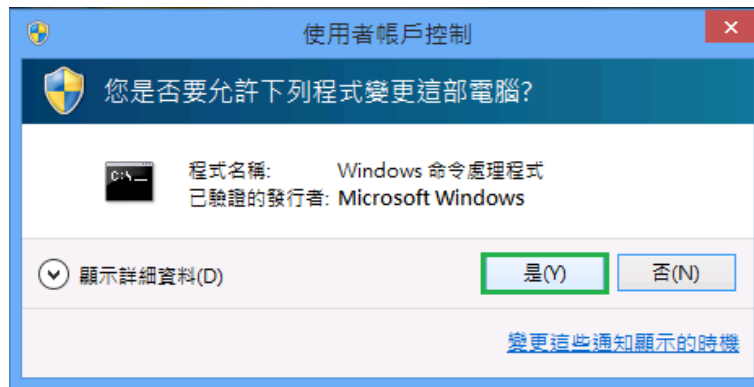 使用者帳戶控制
您是否要允許下列程式變更這部電腦?
C:\_
程式名稱: Windows 命令處理程式
已驗證的發行者: Microsoft Windows
顯示詳細資料(D)
是(Y) 否(N)
變更這些通知顯示的時機